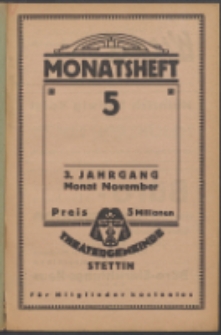 MONATSHEFT
5
3. JAHRGANG
Monat November
Preis 5 Millionen
THEATERGEMEINDE
STETTIN
Für Mitglieder kostenlos